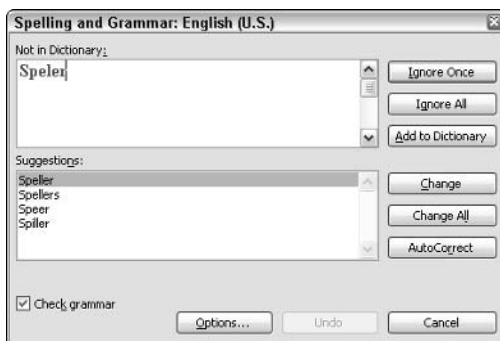 Spelling and Grammar: English (U.S.)
Not in Dictionary:
Speler
Ignore Once
Ignore All
Add to Dictionary
Suggestions:
Speller
Spellers
Speer
Spiller
Change
Change All
AutoCorrect
Check grammar
Options...
Undo
Cancel